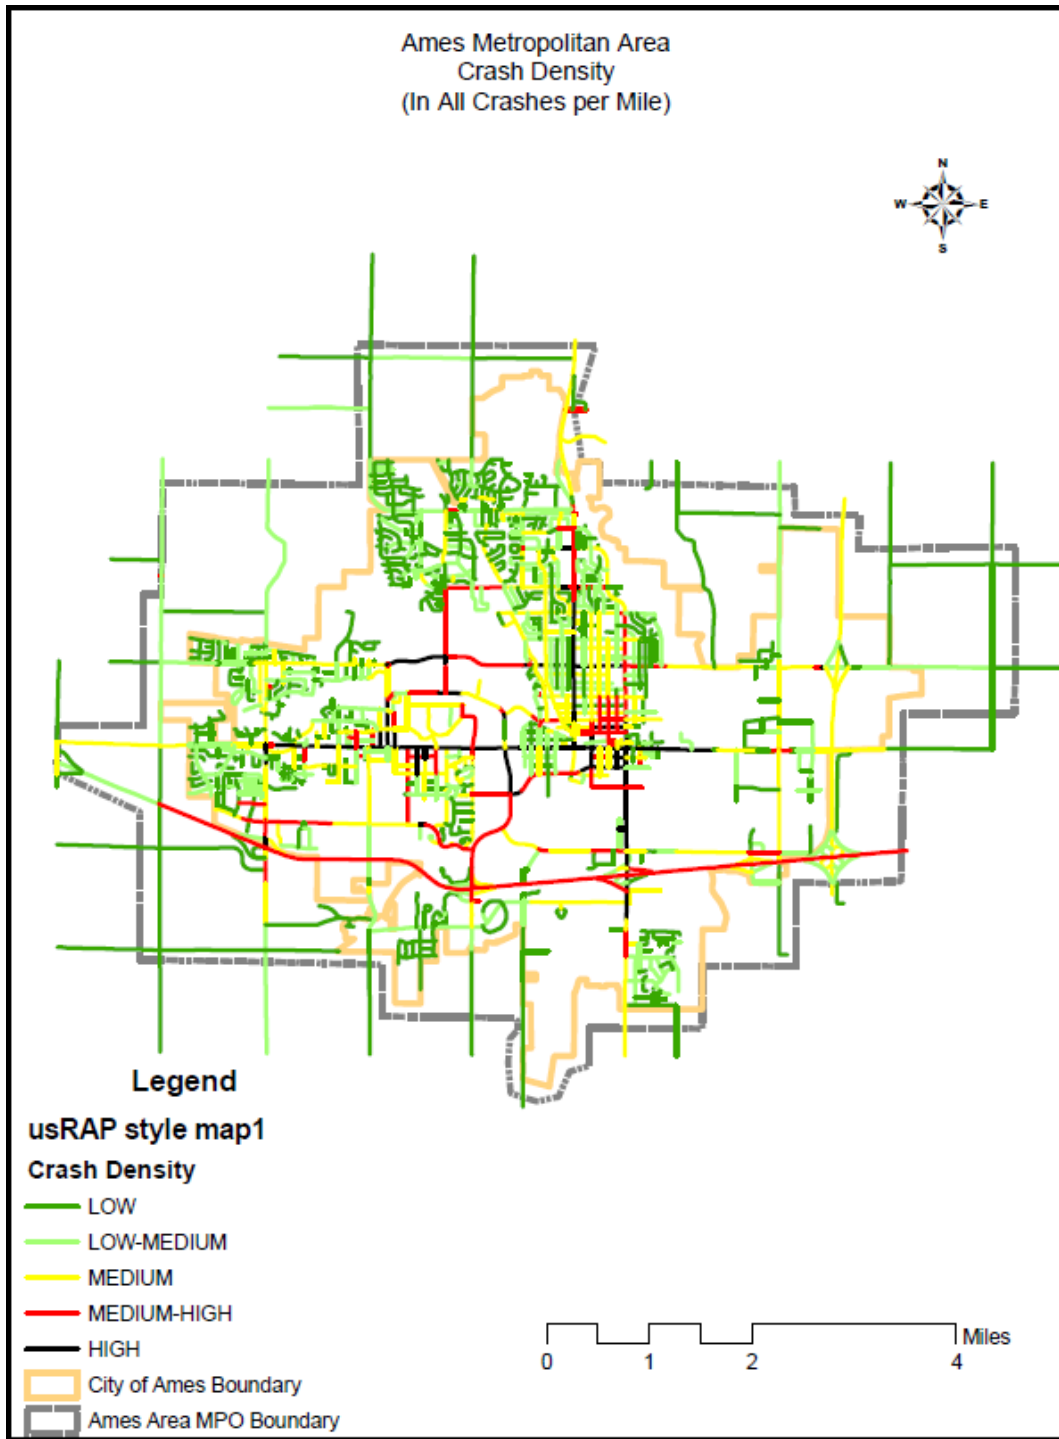 Ames Metropolitan Area
Crash Density
(In All Crashes per Mile)
N
W E
S
Legend
usRAP style map1
Crash Density
LOW
LOW-MEDIUM
MEDIUM
MEDIUM-HIGH
HIGH
City of Ames Boundary
Ames Area MPO Boundary
Miles
0 1 2 4